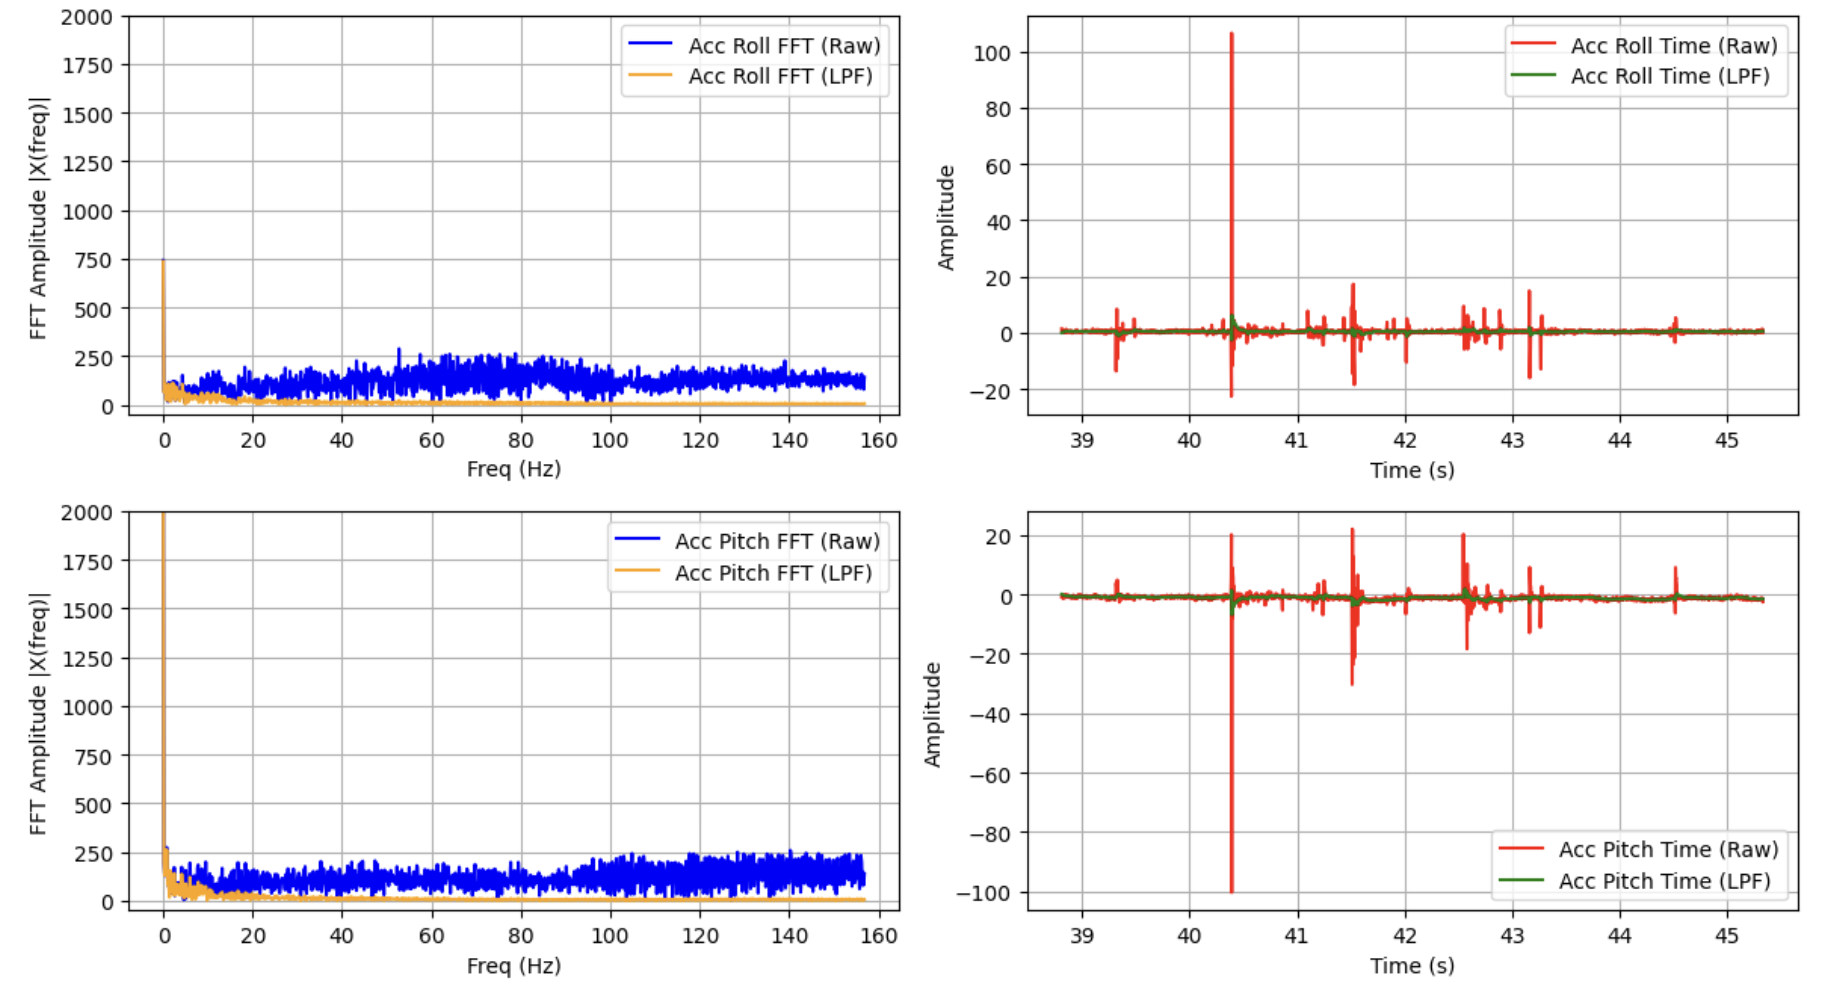 2000
1750
1500
1250
1000
750
500
250
0
FFT Amplitude |X(freq)|
Acc Roll FFT (Raw)
Acc Roll FFT (LPF)
0 20 40 60 80 100 120 140 160
Freq (Hz)
100
80
60
40
20
0
−20
Amplitude
Acc Roll Time (Raw)
Acc Roll Time (LPF)
39 40 41 42 43 44 45
Time (s)
2000
1750
1500
1250
1000
750
500
250
0
FFT Amplitude |X(freq)|
Acc Pitch FFT (Raw)
Acc Pitch FFT (LPF)
0 20 40 60 80 100 120 140 160
Freq (Hz)
20
0
−20
−40
−60
−80
−100
Amplitude
Acc Pitch Time (Raw)
Acc Pitch Time (LPF)
39 40 41 42 43 44 45
Time (s)